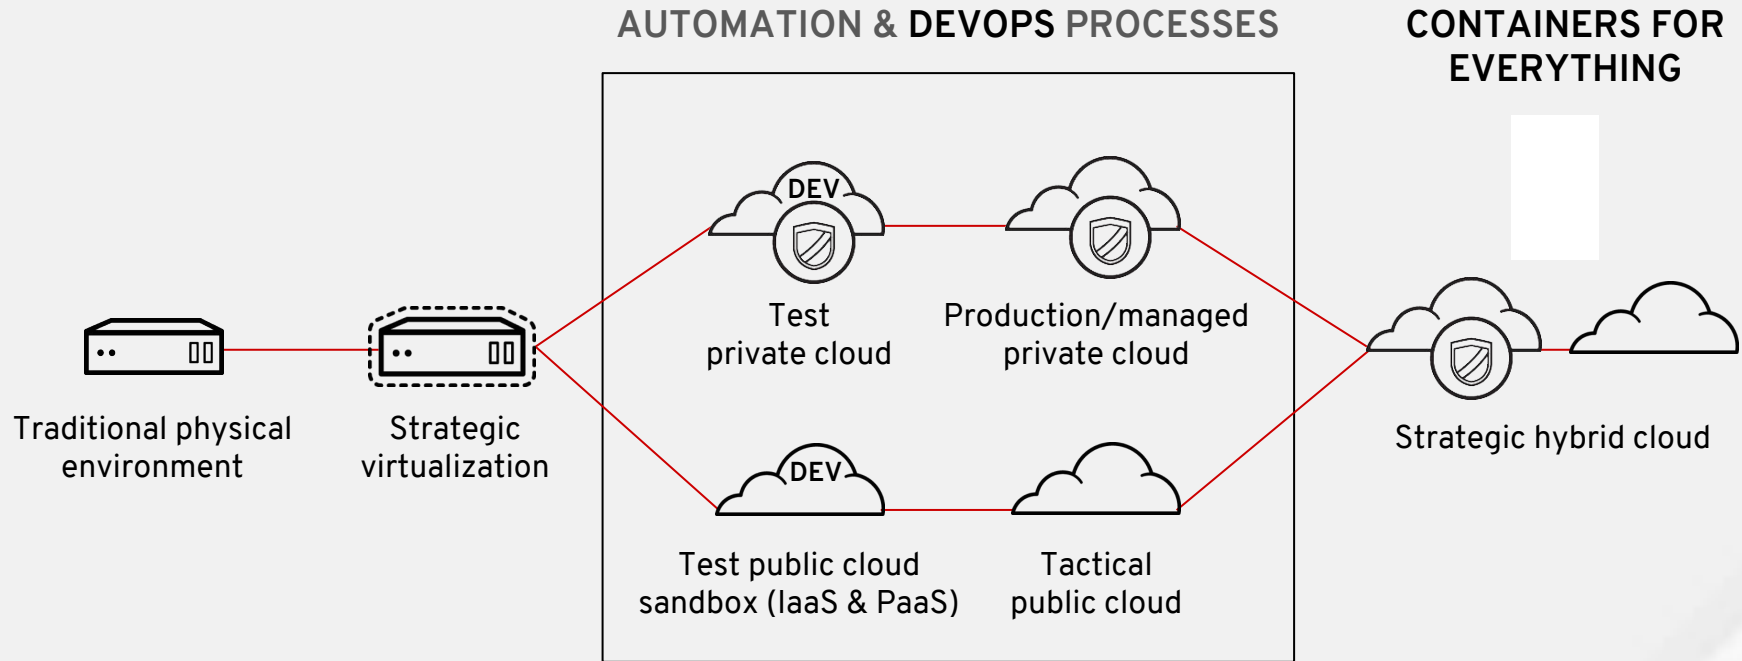 AUTOMATION & DEVOPS PROCESSES
CONTAINERS FOR
EVERYTHING
DEV
Test
private cloud
Production/managed
private cloud
Traditional physical
environment
Strategic
virtualization
Strategic hybrid cloud
DEV
Test public cloud
sandbox (IaaS & PaaS)
Tactical
public cloud